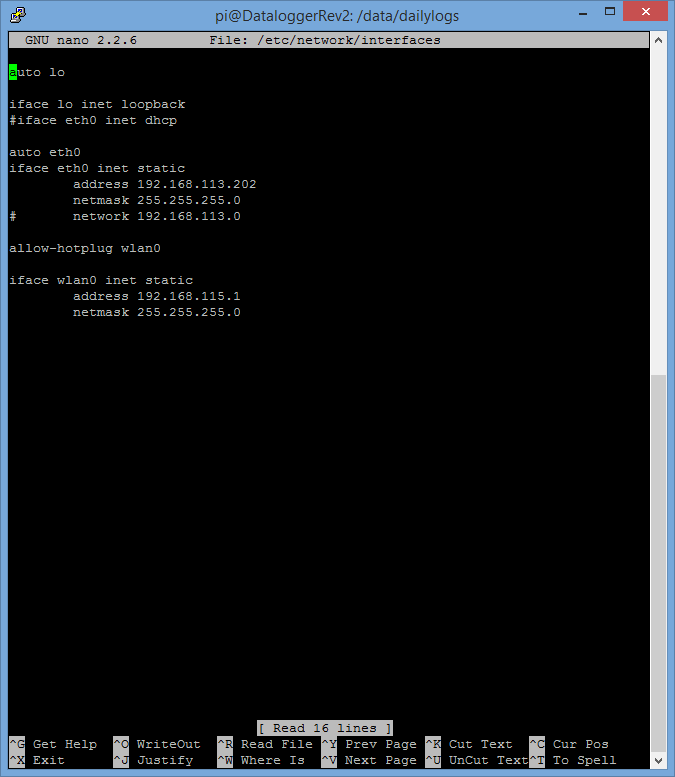 pi@DataloggerRev2: /data/dailylogs
GNU nano 2.2.6         File: /etc/network/interfaces
auto lo
iface lo inet loopback
#iface eth0 inet dhcp
auto eth0
iface eth0 inet static
        address 192.168.113.202
        netmask 255.255.255.0
#       network 192.168.113.0
allow-hotplug wlan0
iface wlan0 inet static
        address 192.168.115.1
        netmask 255.255.255.0
[ Read 16 lines ]
^G Get Help  ^O WriteOut  ^R Read File ^Y Prev Page ^K Cut Text  ^C Cur Pos
^X Exit      ^J Justify   ^W Where Is  ^V Next Page ^U UnCut Text^T To Spell